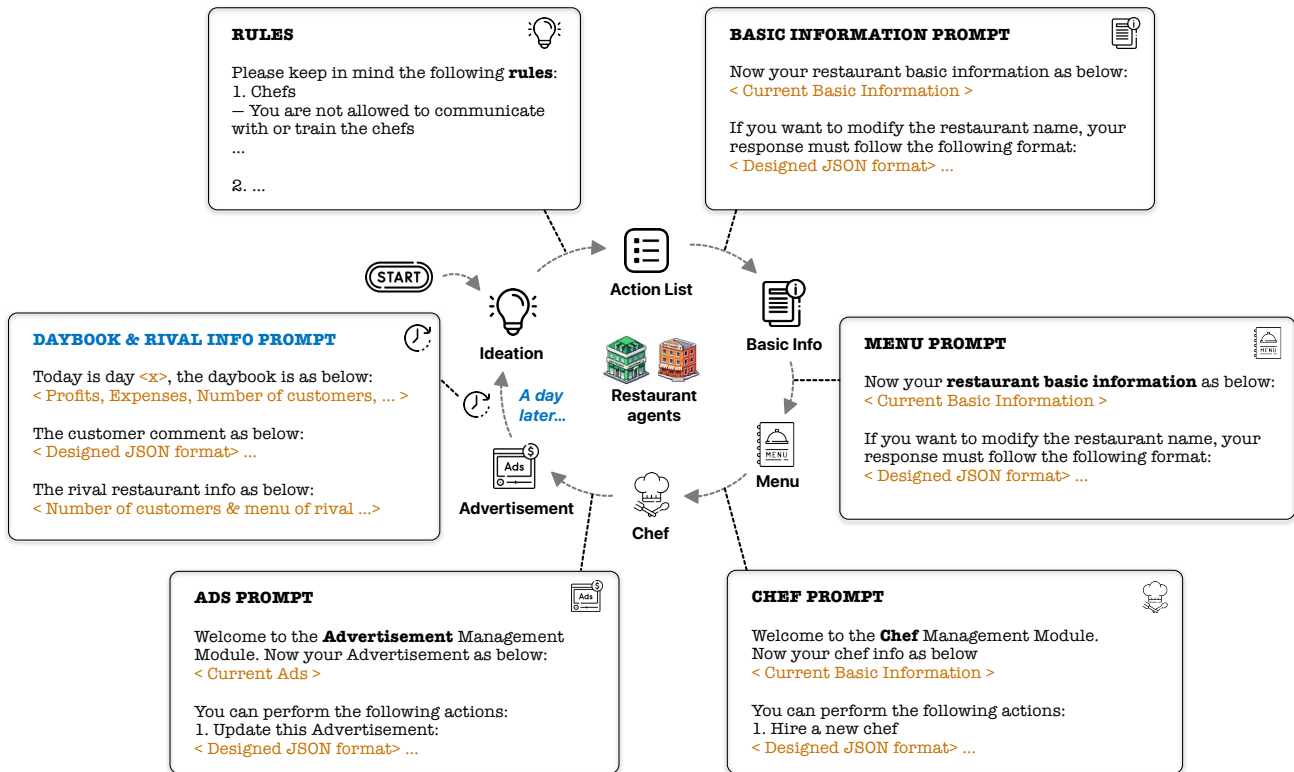 RULES
Please keep in mind the following rules:
1. Chefs
— You are not allowed to communicate
with or train the chefs
...
2. ...
BASIC INFORMATION PROMPT
Now your restaurant basic information as below:
< Current Basic Information >
If you want to modify the restaurant name, your
response must follow the following format:
< Designed JSON format> ...
START
Ideation
Action List
Basic Info
Menu
MENU
Chef
Advertisement
Ads
$
A day
later...
Restaurant
agents
DAYBOOK & RIVAL INFO PROMPT
Today is day <x>, the daybook is as below:
< Profits, Expenses, Number of customers, ... >
The customer comment as below:
< Designed JSON format> ...
The rival restaurant info as below:
< Number of customers & menu of rival ...>
MENU PROMPT
MENU
Now your restaurant basic information as below:
< Current Basic Information >
If you want to modify the restaurant name, your
response must follow the following format:
< Designed JSON format> ...
ADS PROMPT
Ads
$
Welcome to the Advertisement Management
Module. Now your Advertisement as below:
< Current Ads >
You can perform the following actions:
1. Update this Advertisement:
< Designed JSON format> ...
CHEF PROMPT
Welcome to the Chef Management Module.
Now your chef info as below
< Current Basic Information >
You can perform the following actions:
1. Hire a new chef
< Designed JSON format> ...